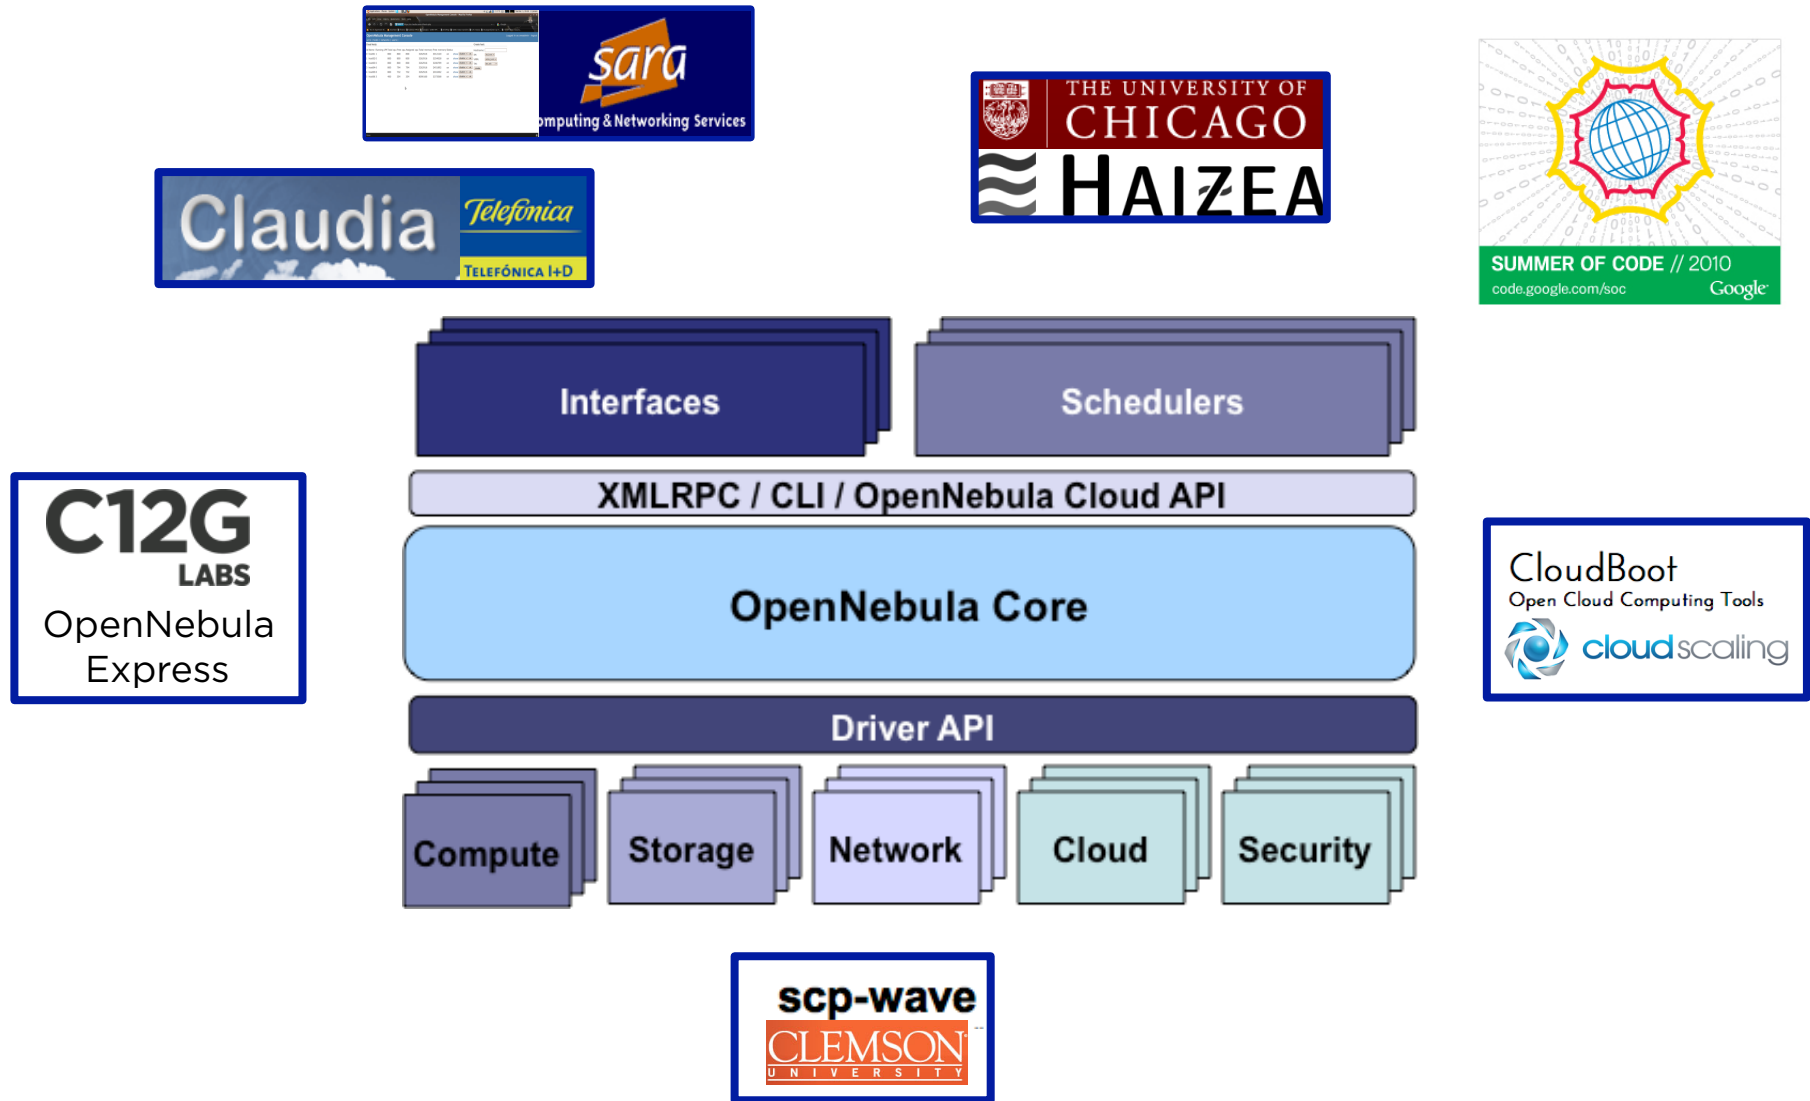 sara
omputing & Networking Services
THE UNIVERSITY OF
CHICAGO
HAIZEA
Claudia
Telefónica
TELEFÓNICA I+D
SUMMER OF CODE // 2010
code.google.com/soc
Google
Interfaces
Schedulers
XMLRPC / CLI / OpenNebula Cloud API
OpenNebula Core
Driver API
Compute
Storage
Network
Cloud
Security
C12G
LABS
OpenNebula
Express
CloudBoot
Open Cloud Computing Tools
cloudscaling
scp-wave
CLEMSON
UNIVERSITY